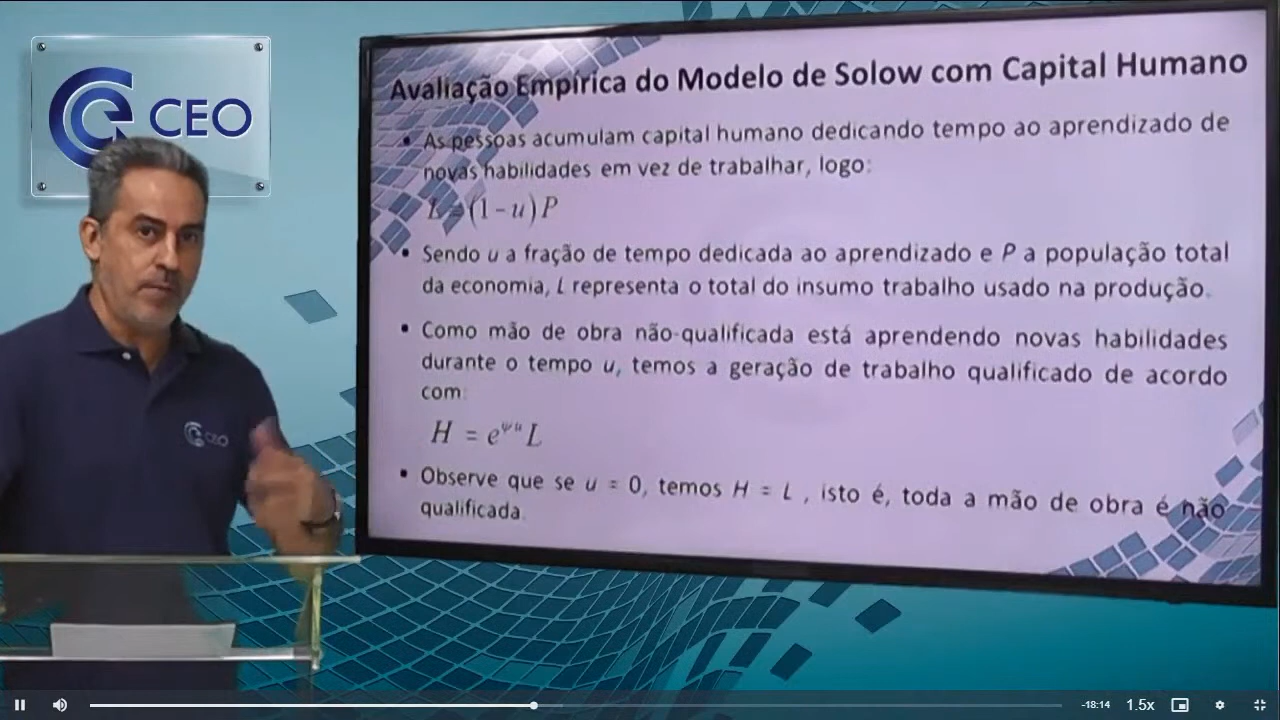 CEO
Avaliação Empírica do Modelo de Solow com Capital Humano
• As pessoas acumulam capital humano dedicando tempo ao aprendizado de
novas habilidades em vez de trabalhar, logo:
L = (1-u)P
• Sendo u a fração de tempo dedicada ao aprendizado e P a população total
da economia, L representa o total do insumo trabalho usado na produção.
• Como mão de obra não-qualificada está aprendendo novas habilidades
durante o tempo u, temos a geração de trabalho qualificado de acordo
com:
H = e^{ψu} L
• Observe que se u = 0, temos H = L , isto é, toda a mão de obra é não
qualificada.
CEO
-18:14
1.5x